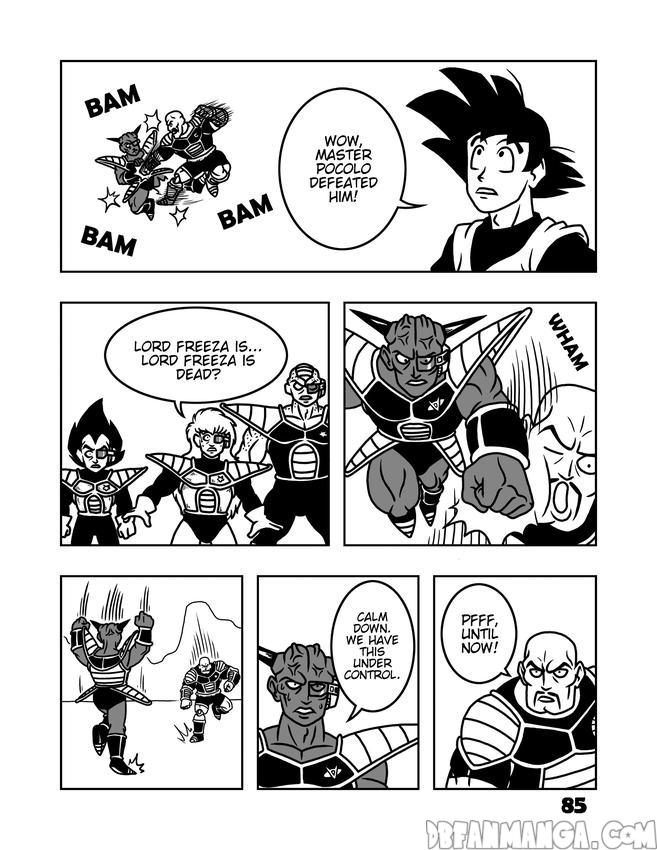 BAM
BAM
BAM
WOW,
MASTER
POCOLO
DEFEATED
HIM!
LORD FREEZA IS...
LORD FREEZA IS
DEAD?
WHAM
CALM
DOWN.
WE HAVE
THIS
UNDER
CONTROL.
PFFF,
UNTIL
NOW!
85
DBFANMANGA.COM